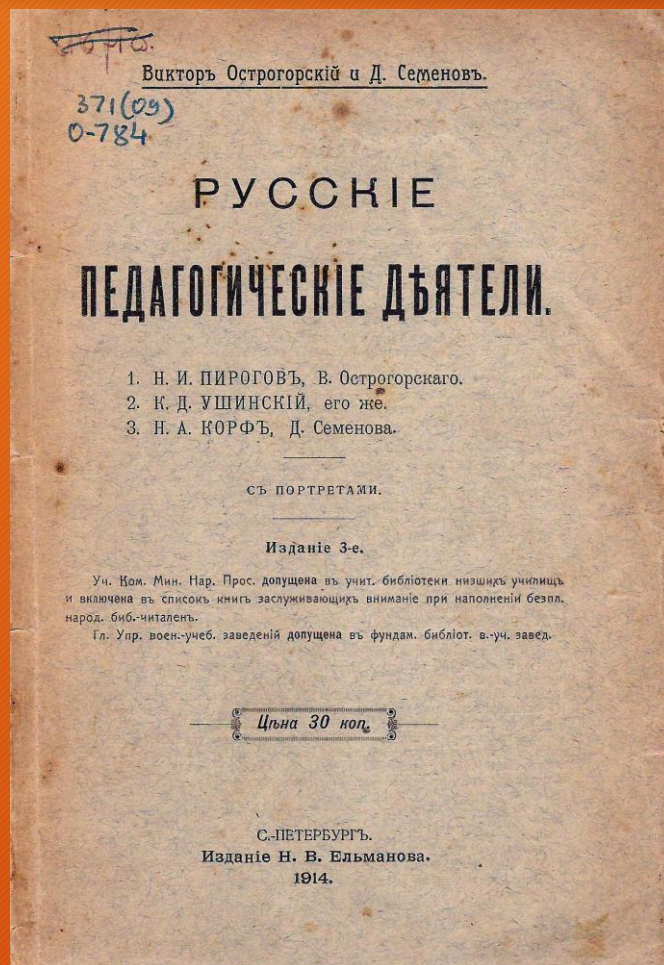 Викторъ Острогорскій и Д. Семеновъ.
371(09)
О-784
РУССКІЕ
ПЕДАГОГИЧЕСКІЕ ДѢЯТЕЛИ.
1. Н. И. ПИРОГОВЪ, В. Острогорскаго.
2. К. Д. УШИНСКІЙ, его же.
3. Н. А. КОРФЪ, Д. Семенова.
СЪ ПОРТРЕТАМИ.
Изданіе 3-е.
Уч. Ком. Мин. Нар. Прос. допущена въ учит. библіотеки низшихъ училищъ
и включена въ список книгъ заслуживающихъ вниманіе при наполненіи безпл.
народ. биб.-читаленъ.
Гл. Упр. воен.-учеб. заведеній допущена въ фундам. библіот. в.-уч. завед.
Цѣна 30 коп.
С.-ПЕТЕРБУРГЪ.
Изданіе Н. В. Ельманова.
1914.